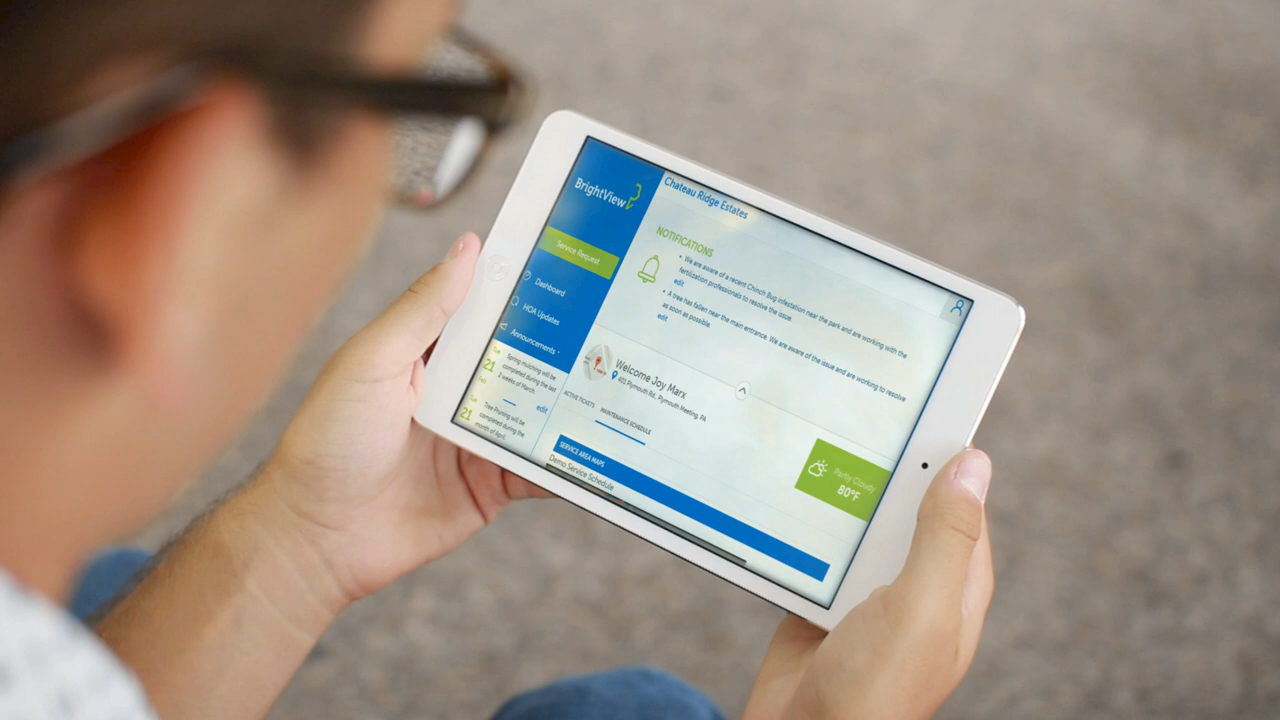 BrightView
Service Request
Dashboard
HOA Updates
Announcements
Tue
21
Feb
Spring mulching will be
completed during the last
2 weeks of March.
edit
Tue
21
Tree Pruning will be
completed during the
month of April.
Chateau Ridge Estates
NOTIFICATIONS
• We are aware of a recent Chinch Bug infestation near the park and are working with the
fertilization professionals to resolve the issue.
edit
• A tree has fallen near the main entrance. We are aware of the issue and are working to resolve
as soon as possible.
edit
Welcome Joy Marx
401 Plymouth Rd, Plymouth Meeting, PA
ACTIVE TICKETS MAINTENANCE SCHEDULE
Partly Cloudy
80°F
SERVICE AREA MAPS
Demo Service Schedule